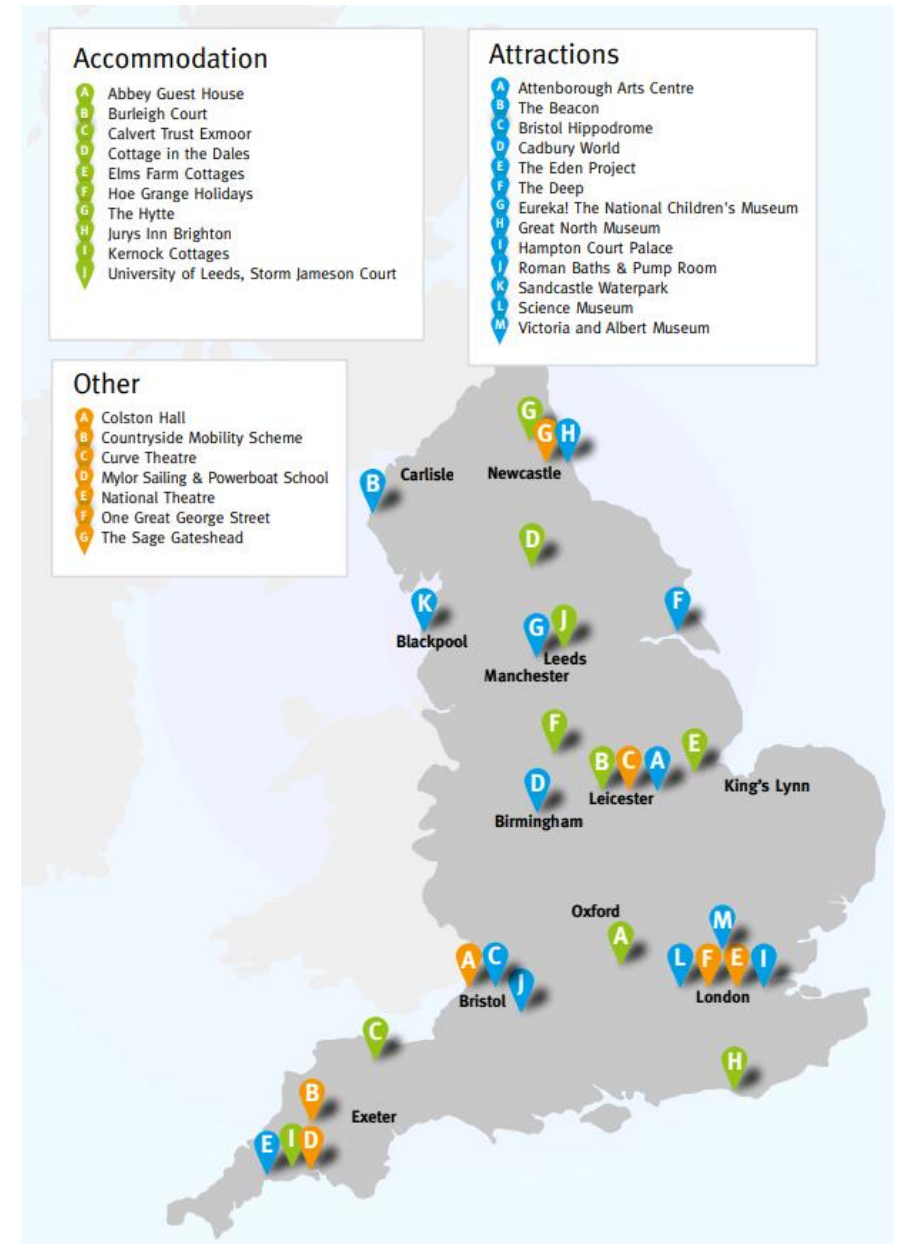 Accommodation
A Abbey Guest House
B Burleigh Court
C Calvert Trust Exmoor
D Cottage in the Dales
E Elms Farm Cottages
F Hoe Grange Holidays
G The Hytte
H Jurys Inn Brighton
I Kernock Cottages
J University of Leeds, Storm Jameson Court
Attractions
A Attenborough Arts Centre
B The Beacon
C Bristol Hippodrome
D Cadbury World
E The Eden Project
F The Deep
G Eureka! The National Children's Museum
H Great North Museum
I Hampton Court Palace
J Roman Baths & Pump Room
K Sandcastle Waterpark
L Science Museum
M Victoria and Albert Museum
Other
A Colston Hall
B Countryside Mobility Scheme
C Curve Theatre
D Mylor Sailing & Powerboat School
E National Theatre
F One Great George Street
G The Sage Gateshead
G
G H
Newcastle
Carlisle
B
D
K
Blackpool
F
G J
Leeds
Manchester
F
B C A
Leicester
E
King's Lynn
D
Birmingham
Oxford
A
M
L F E I
London
A C J
Bristol
C
H
B
Exeter
E I D